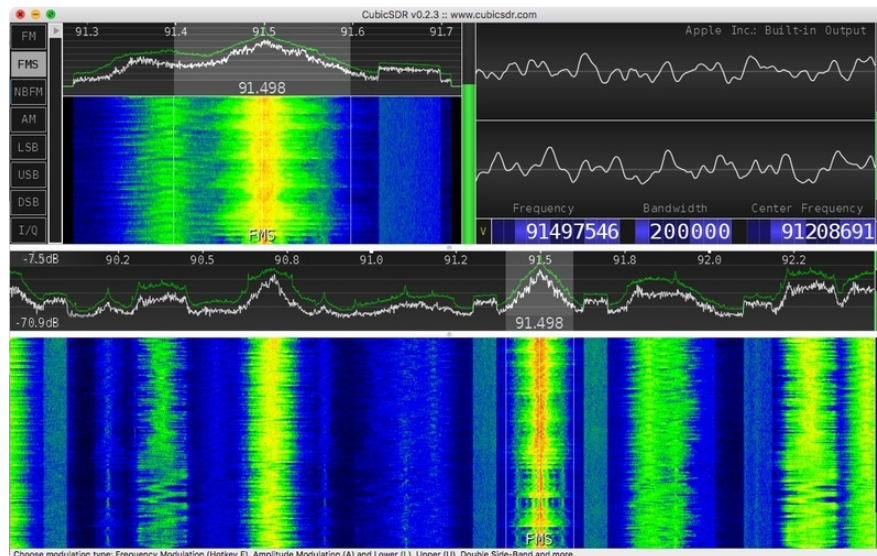 CubicSDR v0.2.3 :: www.cubicsdr.com
FM
FMS
NBFM
AM
LSB
USB
DSB
I/Q
91.3 91.4 91.5 91.6 91.7
91.498
FMS
Apple Inc.: Built-in Output
Frequency Bandwidth Center Frequency
V 91497546 200000 91208691
-7.5dB 90.2 90.5 90.8 91.0 91.2 91.5 91.8 92.0 92.2
-70.9dB
91.498
FMS
Choose modulation type: Frequency Modulation (Hotkey F), Amplitude Modulation (A) and Lower (L), Upper (U), Double Side-Band and more.